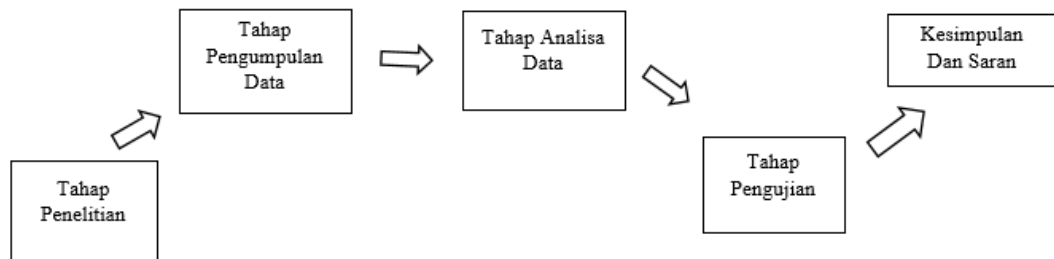 Tahap
Penelitian
Tahap
Pengumpulan
Data
Tahap Analisa
Data
Tahap
Pengujian
Kesimpulan
Dan Saran